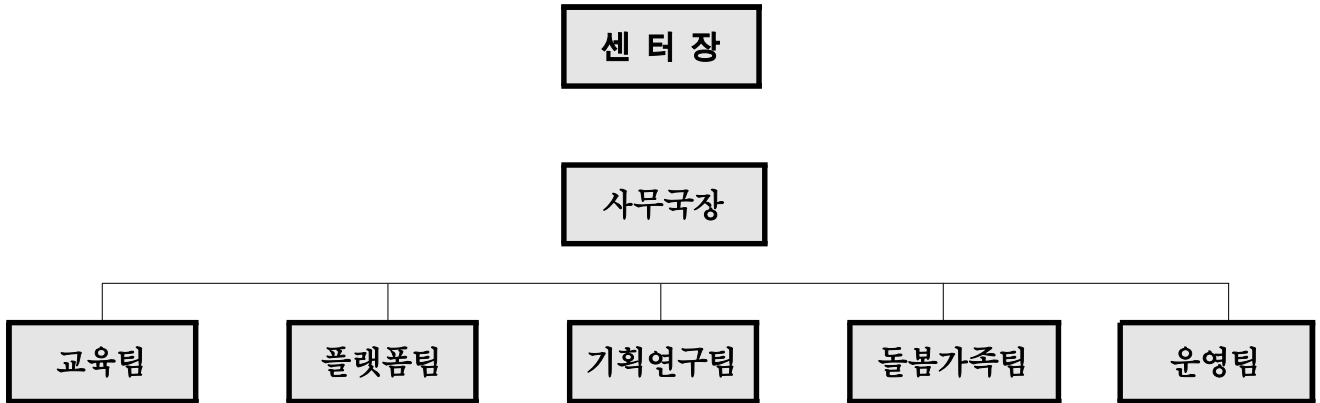 센 터 장
사무국장
교육팀
플랫폼팀
기획연구팀
돌봄가족팀
운영팀